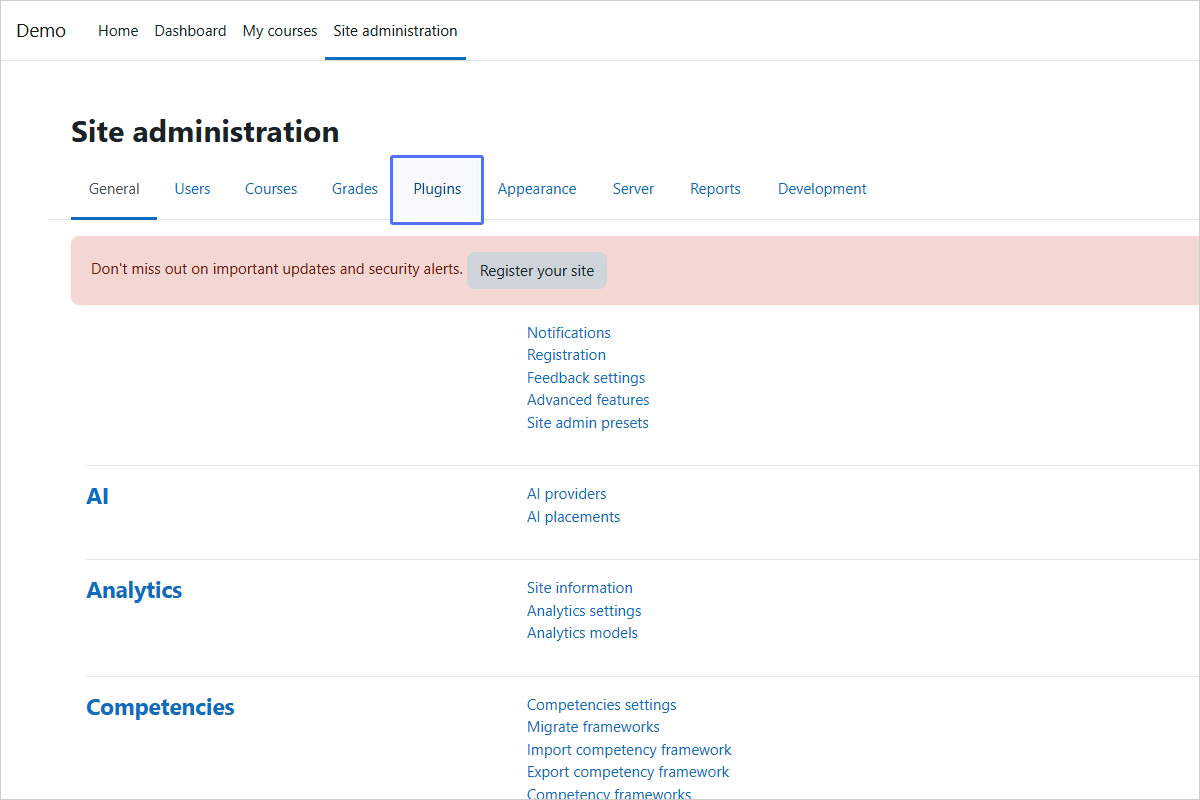 Demo Home Dashboard My courses Site administration
Site administration
General Users Courses Grades Plugins Appearance Server Reports Development
Don't miss out on important updates and security alerts. Register your site
Notifications
Registration
Feedback settings
Advanced features
Site admin presets
AI
AI providers
AI placements
Analytics
Site information
Analytics settings
Analytics models
Competencies
Competencies settings
Migrate frameworks
Import competency framework
Export competency framework
Competency frameworks